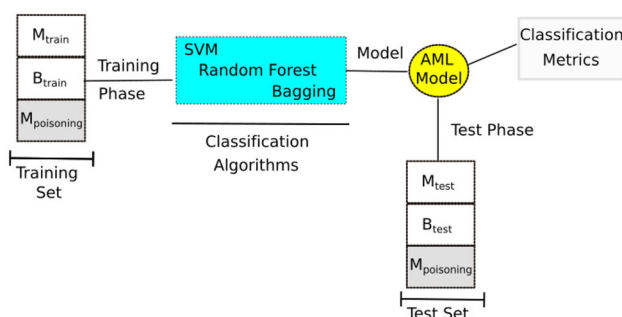 M_train
B_train
M_poisoning
Training
Set
Training
Phase
SVM
Random Forest
Bagging
Classification
Algorithms
Model
AML
Model
Classification
Metrics
Test Phase
M_test
B_test
M_poisoning
Test Set